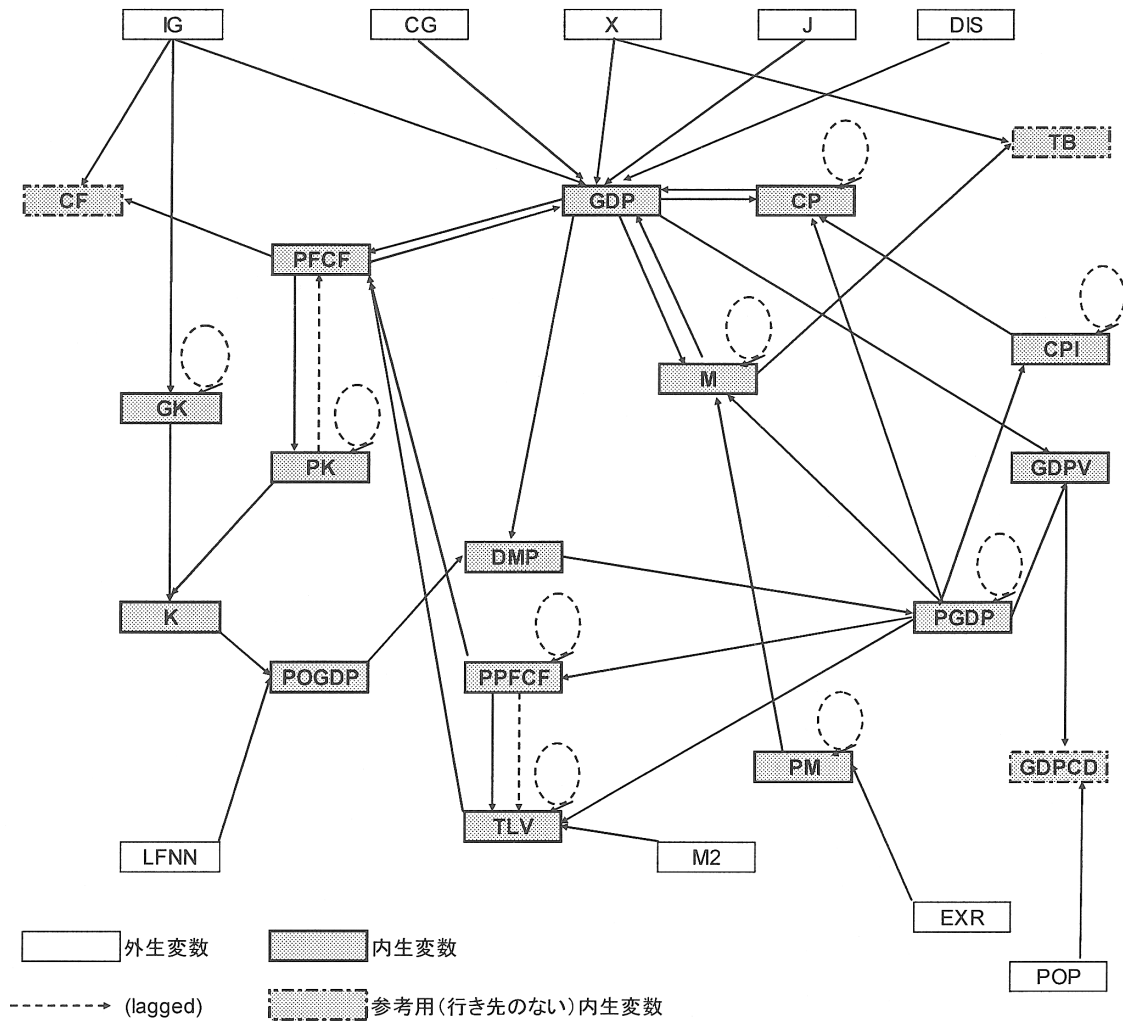 IG
CG
X
J
DIS
TB
CF
GDP
CP
PFCF
CPI
M
GK
PK
GDPV
DMP
K
PGDP
POGDP
PPFCF
PM
GDPCD
TLV
LFNN
M2
EXR
POP
外生変数
内生変数
(lagged)
参考用(行き先のない)内生変数